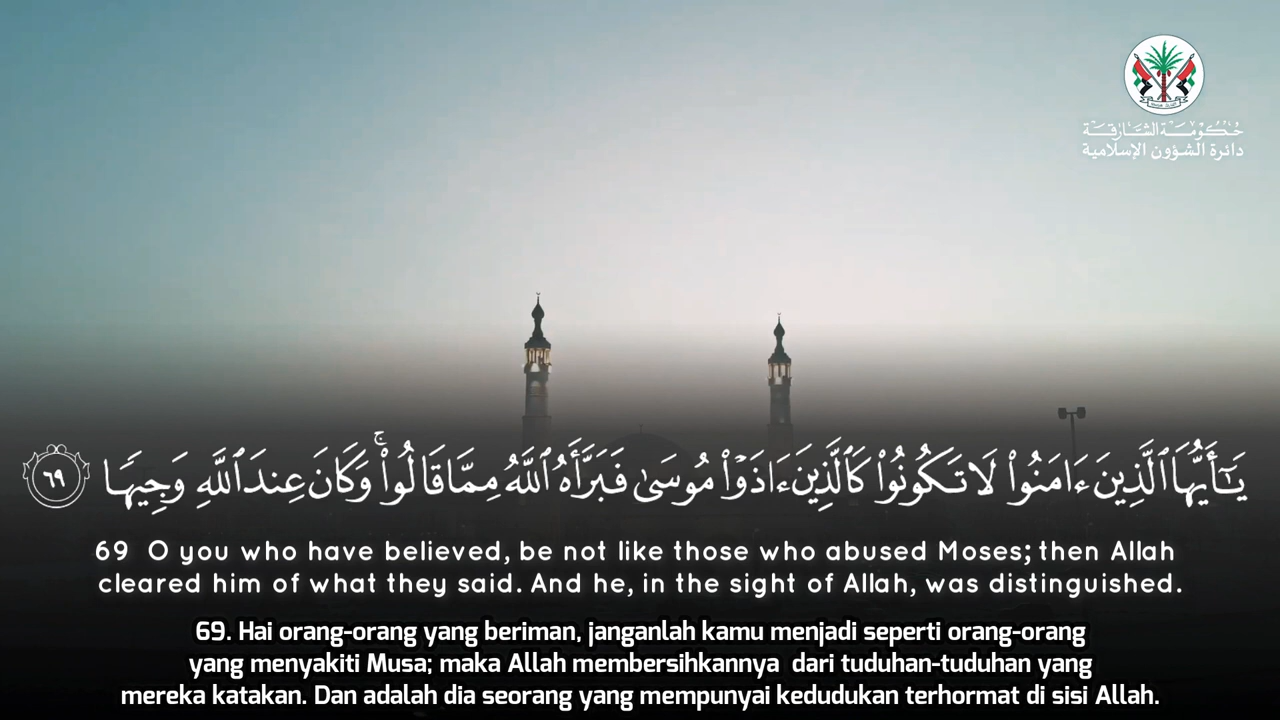 حكومة الشارقة
دائرة الشؤون الإسلامية
يَـٰٓأَيُّهَا ٱلَّذِينَ ءَامَنُوا۟ لَا تَكُونُوا۟ كَٱلَّذِينَ ءَاذَوْا۟ مُوسَىٰ فَبَرَّأَهُ ٱللَّهُ مِمَّا قَالُوا۟ ۚ وَكَانَ عِندَ ٱللَّهِ وَجِيهًا ٦٩
69 O you who have believed, be not like those who abused Moses; then Allah
cleared him of what they said. And he, in the sight of Allah, was distinguished.
69. Hai orang-orang yang beriman, janganlah kamu menjadi seperti orang-orang
yang menyakiti Musa; maka Allah membersihkannya dari tuduhan-tuduhan yang
mereka katakan. Dan adalah dia seorang yang mempunyai kedudukan terhormat di sisi Allah.